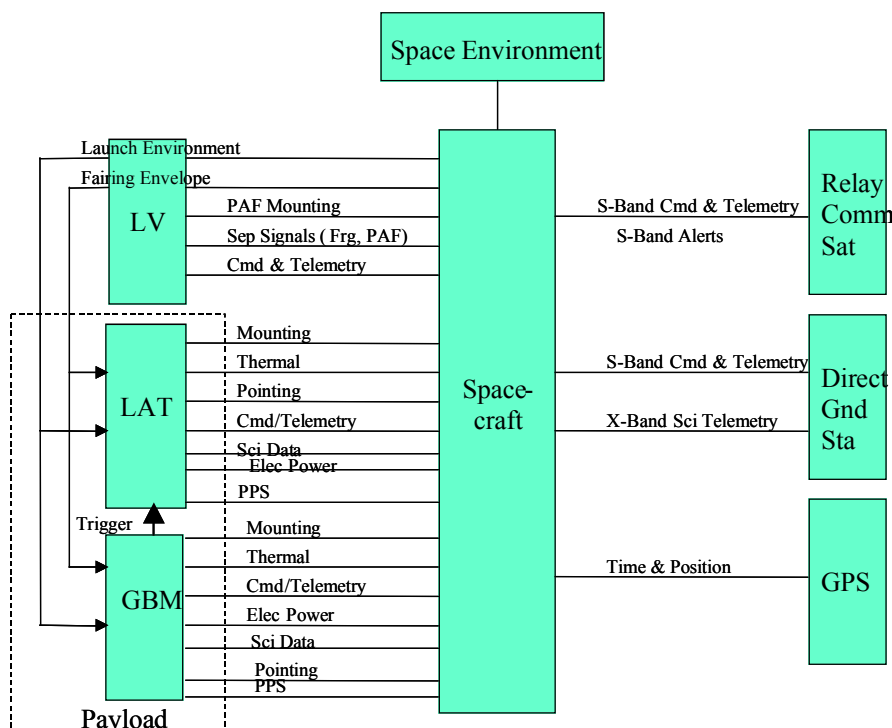 Space Environment
Launch Environment
Fairing Envelope
LV
PAF Mounting
Sep Signals ( Frg, PAF)
Cmd & Telemetry
S-Band Cmd & Telemetry
S-Band Alerts
Relay
Comm
Sat
Mounting
Thermal
LAT
Pointing
Cmd/Telemetry
Sci Data
Elec Power
PPS
Space-
craft
S-Band Cmd & Telemetry
X-Band Sci Telemetry
Direct
Gnd
Sta
Trigger
Mounting
Thermal
GBM
Cmd/Telemetry
Elec Power
Sci Data
Pointing
PPS
Time & Position
GPS
Payload